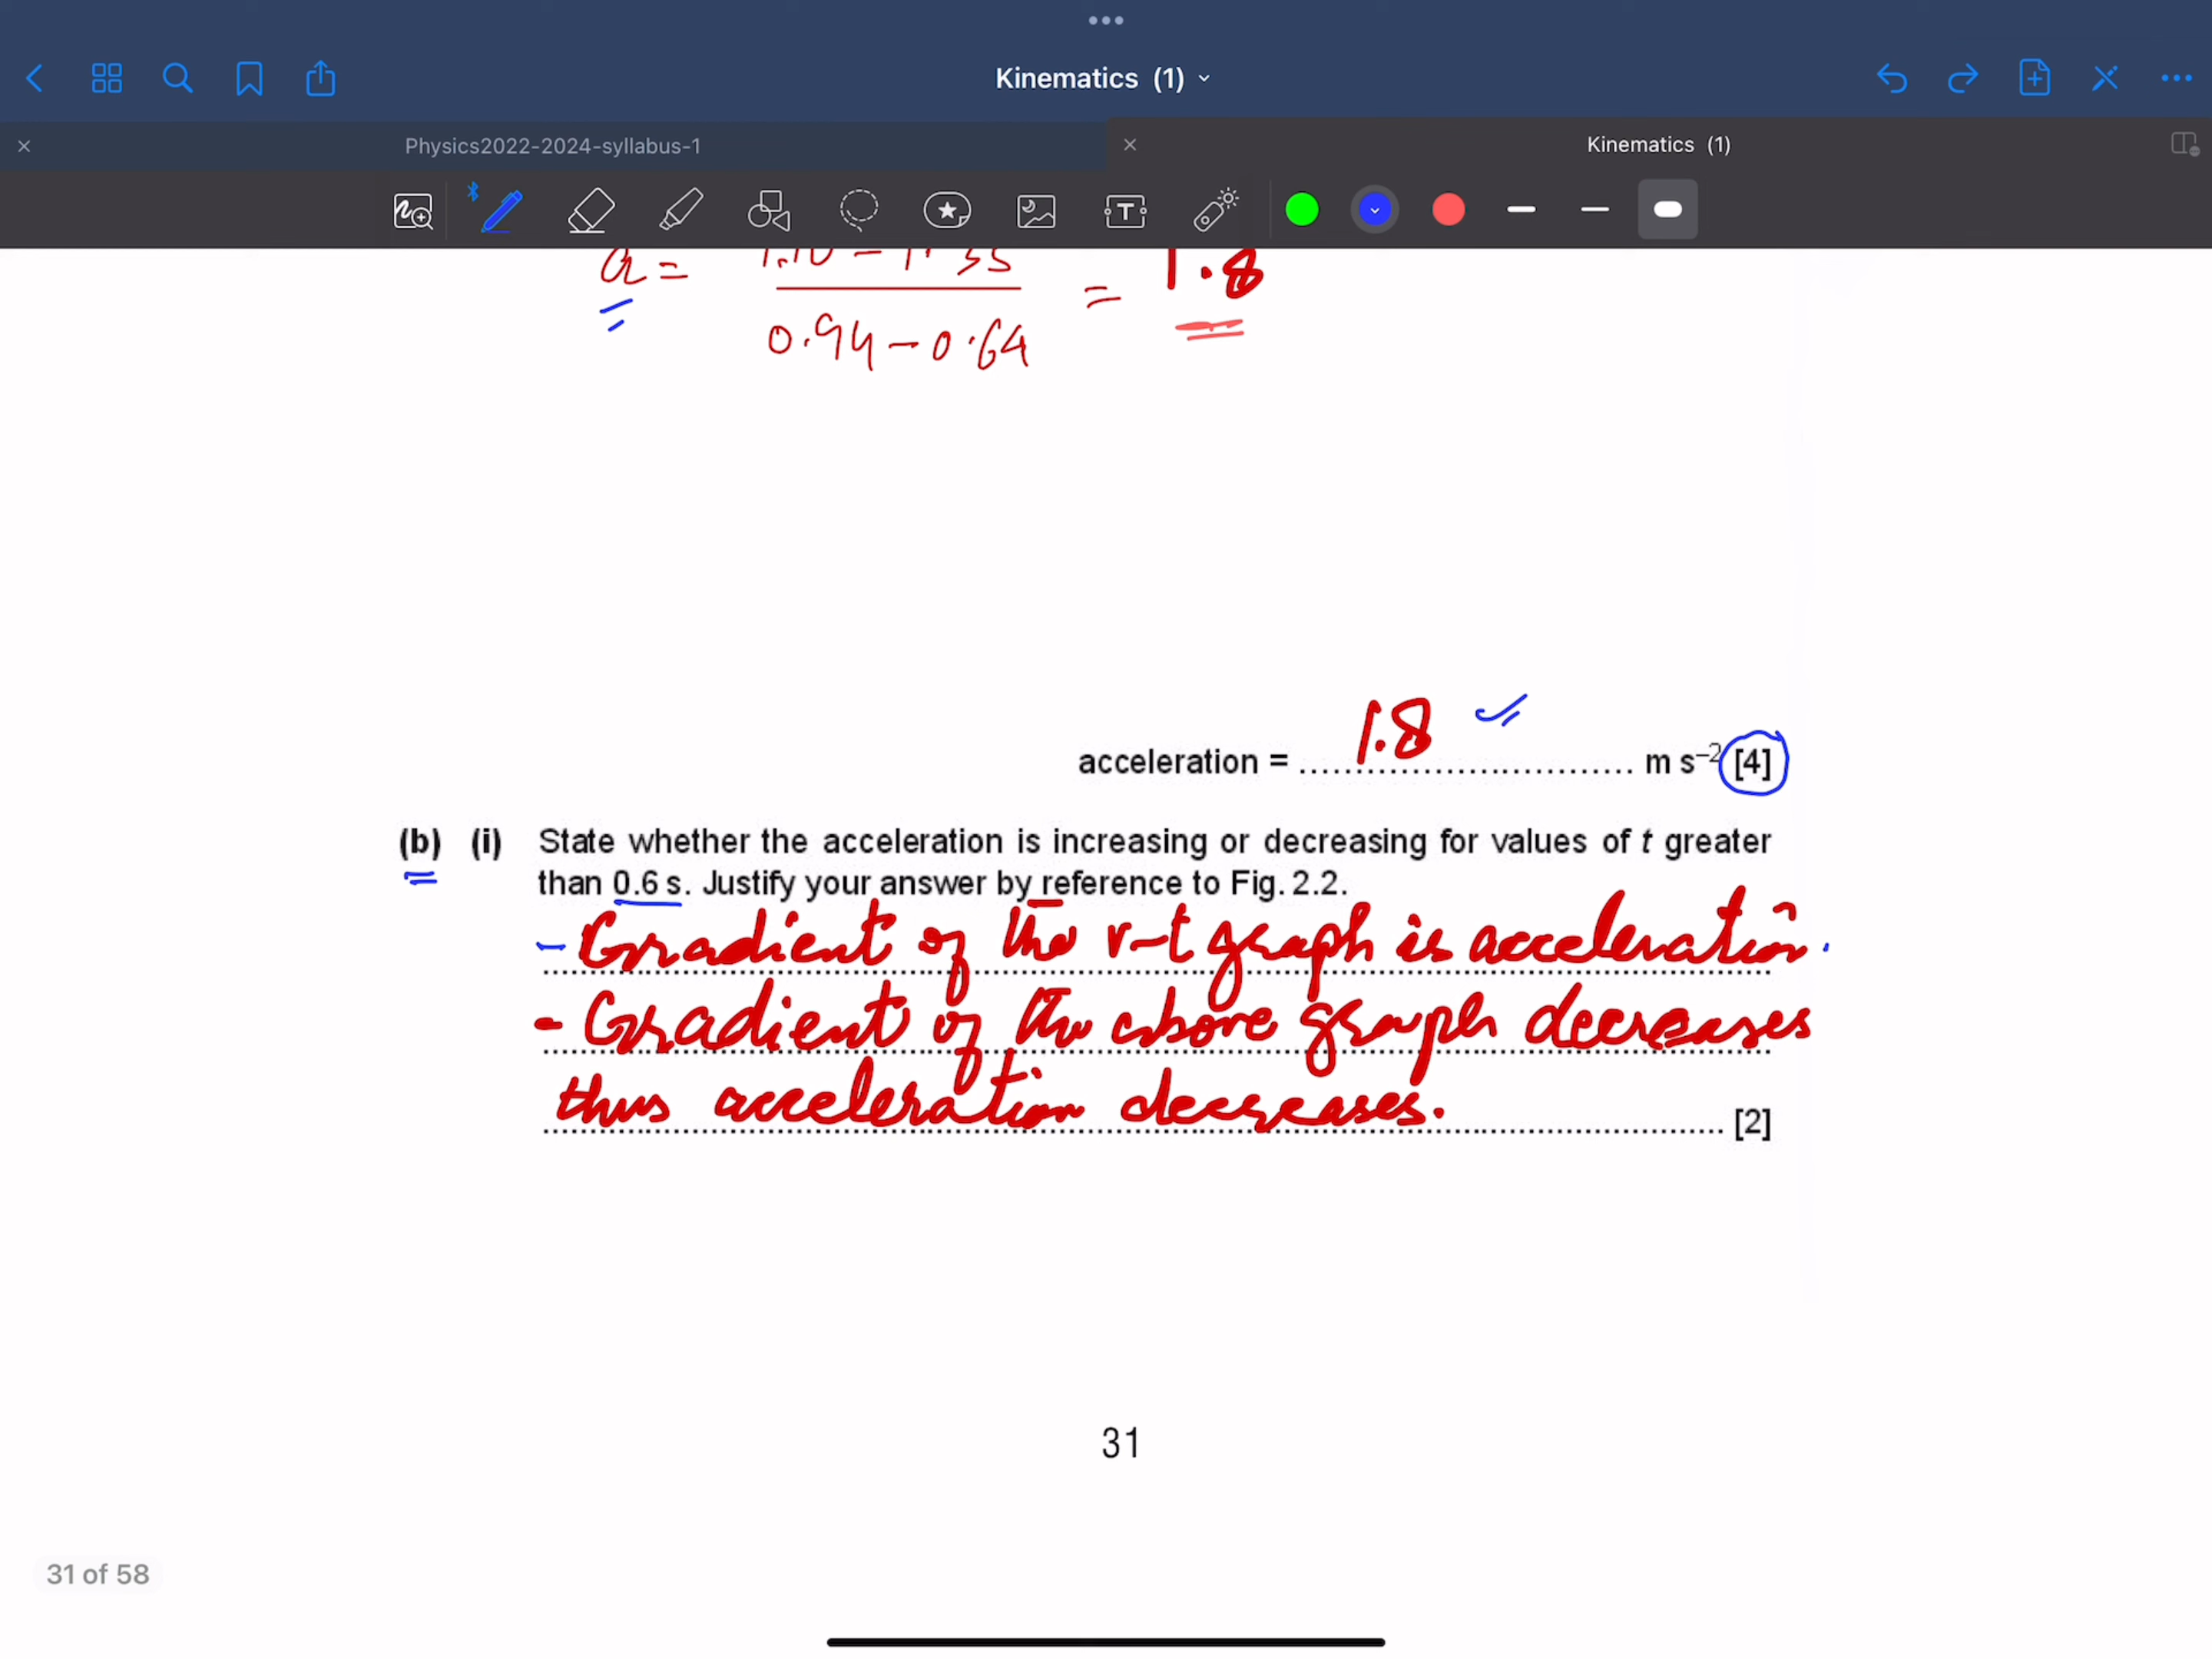 Kinematics (1)
Physics2022-2024-syllabus-1
Kinematics (1)
a =
= 1.8
0.94 - 0.64
1.8
acceleration = .............................. m s⁻² [4]
(b) (i) State whether the acceleration is increasing or decreasing for values of t greater
than 0.6 s. Justify your answer by reference to Fig. 2.2.
- Gradient of the v-t graph is acceleration.
- Gradient of the above graph decreases
thus acceleration decreases.
[2]
31
31 of 58